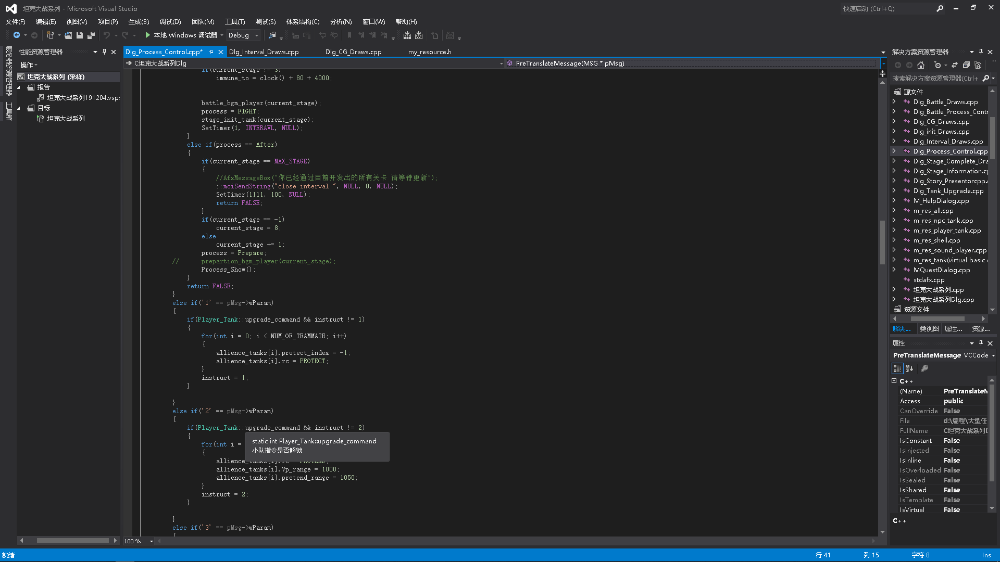 坦克大战系列 - Microsoft Visual Studio
快速启动 (Ctrl+Q)
文件(F) 编辑(E) 视图(V) 项目(P) 生成(B) 调试(D) 团队(M) 工具(T) 测试(S) 体系结构(C) 分析(N) 窗口(W) 帮助(H)
本地 Windows 调试器 Debug
服务器资源管理器
工具箱
性能资源管理器
操作
坦克大战系列 (采样)
报告
坦克大战系列191204.vsp
目标
坦克大战系列
Dlg_Process_Control.cpp* Dlg_Interval_Draws.cpp Dlg_CG_Draws.cpp my_resource.h
C坦克大战系列Dlg PreTranslateMessage(MSG * pMsg)
if(current_stage != 3)
immune_to = clock() + 80 + 4000;
battle_bgm_player(current_stage);
process = FIGHT;
stage_init_tank(current_stage);
SetTimer(1, INTERAVL, NULL);
}
else if(process == After)
{
if(current_stage == MAX_STAGE)
{
//AfxMessageBox("你已经通过目前开发出的所有关卡 请等待更新");
::mciSendString("close interval ", NULL, 0, NULL);
SetTimer(1111, 100, NULL);
return FALSE;
}
if(current_stage == -1)
current_stage = 8;
else
current_stage += 1;
process = Prepare;
// prepartion_bgm_player(current_stage);
Process_Show();
}
return FALSE;
}
else if('1' == pMsg->wParam)
{
if(Player_Tank::upgrade_command && instruct != 1)
{
for(int i = 0; i < NUM_OF_TEAMMATE; i++)
{
allience_tanks[i].protect_index = -1;
allience_tanks[i].rc = PROTECT;
}
instruct = 1;
}
}
else if('2' == pMsg->wParam)
{
if(Player_Tank::upgrade_command && instruct != 2)
{
static int Player_Tank::upgrade_command
小队指令是否解锁
for(int i =
{
allience_tanks[i].rc = PROTEND;
allience_tanks[i].Vp_range = 1000;
allience_tanks[i].pretend_range = 1050;
}
instruct = 2;
}
}
else if('3' == pMsg->wParam)
{
100 %
解决方案资源管理器
搜索解决方案资源管理器(Ctrl+
源文件
Dlg_Battle_Draws.cpp
Dlg_Battle_Process_Contr
Dlg_CG_Draws.cpp
Dlg_init_Draws.cpp
Dlg_Interval_Draws.cpp
Dlg_Process_Control.cpp
Dlg_Stage_Complete_Dra
Dlg_Stage_Information.cp
Dlg_Story_Presentorcpp.c
Dlg_Tank_Upgrade.cpp
M_HelpDialog.cpp
m_res_all.cpp
m_res_npc_tank.cpp
m_res_player_tank.cpp
m_res_shell.cpp
m_res_sound_player.cpp
m_res_tank(virtual basic c
MQuestDialog.cpp
stdafx.cpp
坦克大战系列.cpp
坦克大战系列Dlg.cpp
资源文件
解决... 类视图 属性... 资源...
属性
PreTranslateMessage VCCode
C++
(Name) PreTranslateM
Access public
CanOverride False
File d:\编程\大型任
FullName C坦克大战系列D
IsConstant False
IsInjected False
IsInline False
IsOverloaded False
IsSealed False
IsShared False
IsTemplate False
IsVirtual False
C++
就绪 行 41 列 15 字符 8 Ins